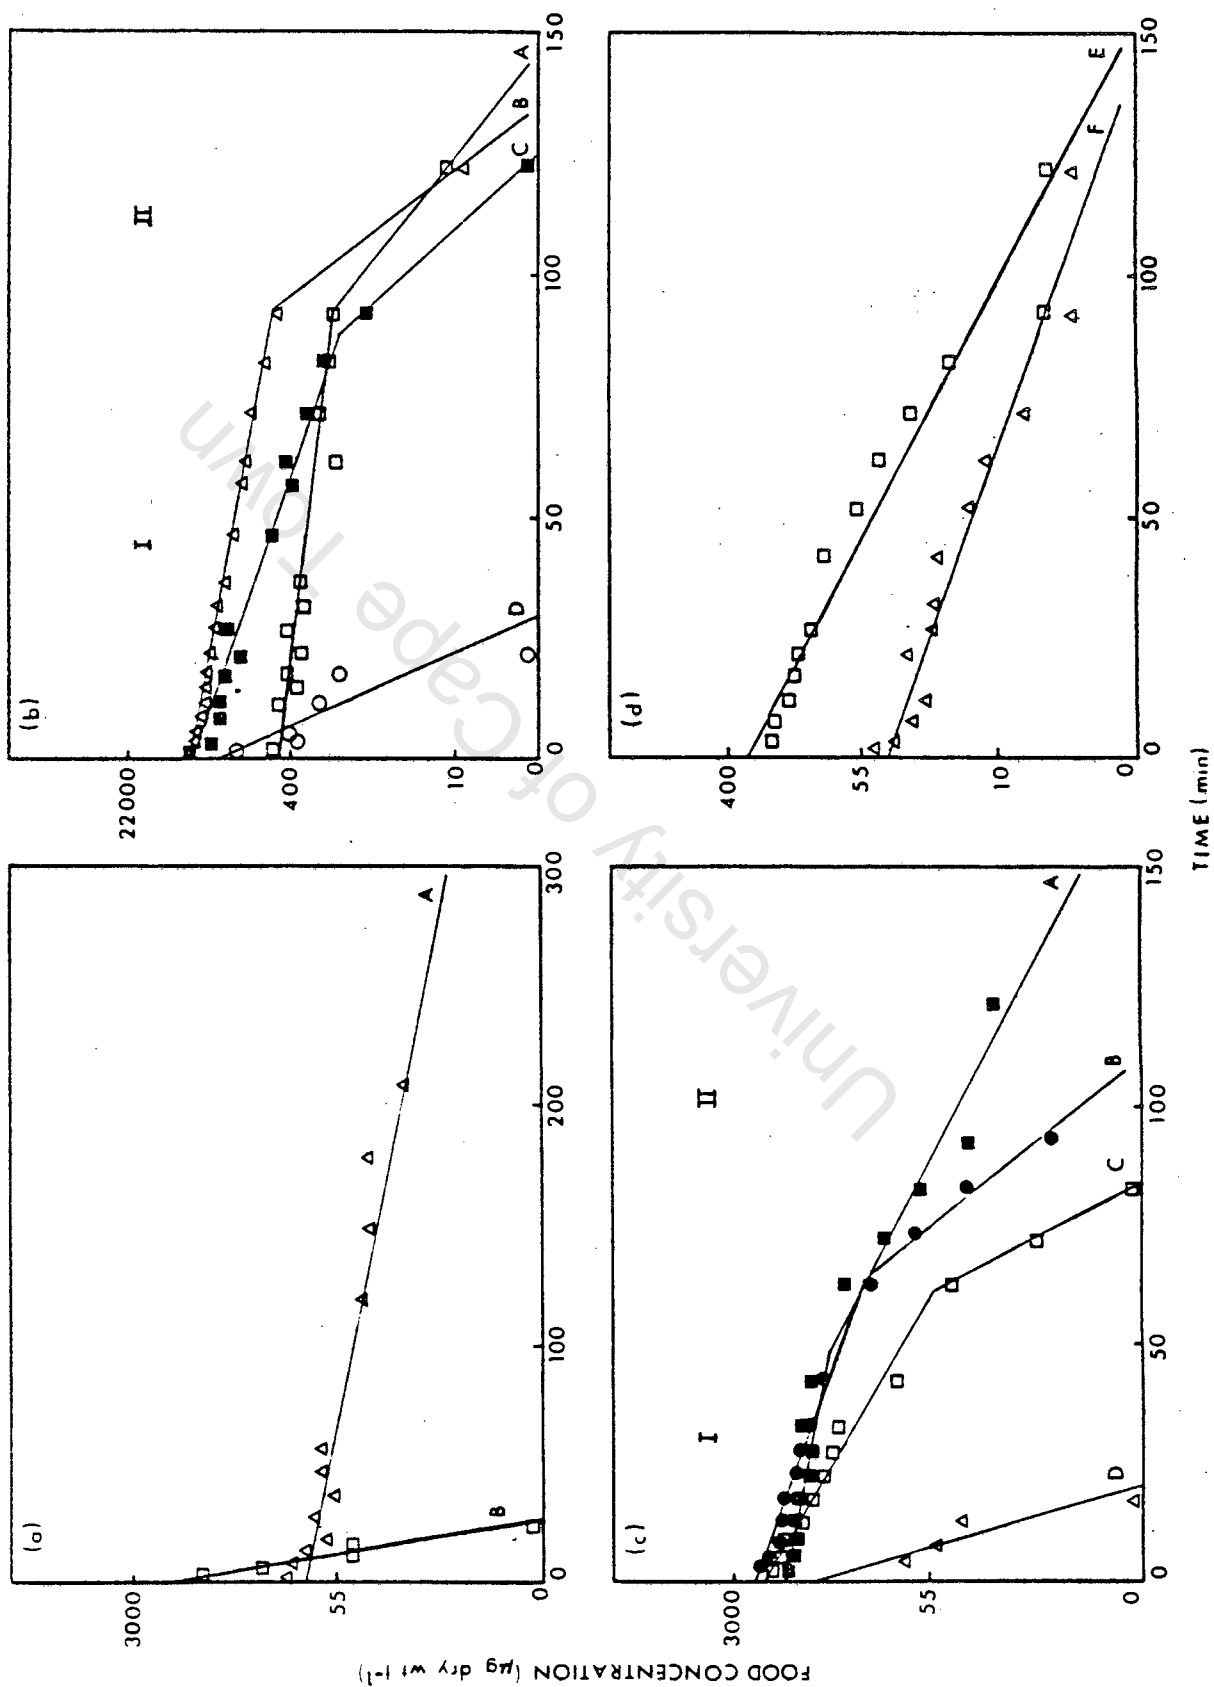 FOOD CONCENTRATION (µg dry wt l⁻¹)
(a)
3000
55
0
A
B
0 100 200 300
(b)
22000
400
10
0
I II
D C B A
0 50 100 150
(c)
3000
55
0
I II
D C B A
0 50 100 150
(d)
400
55
10
0
F E
0 50 100 150
TIME (min)
University of Cape Town